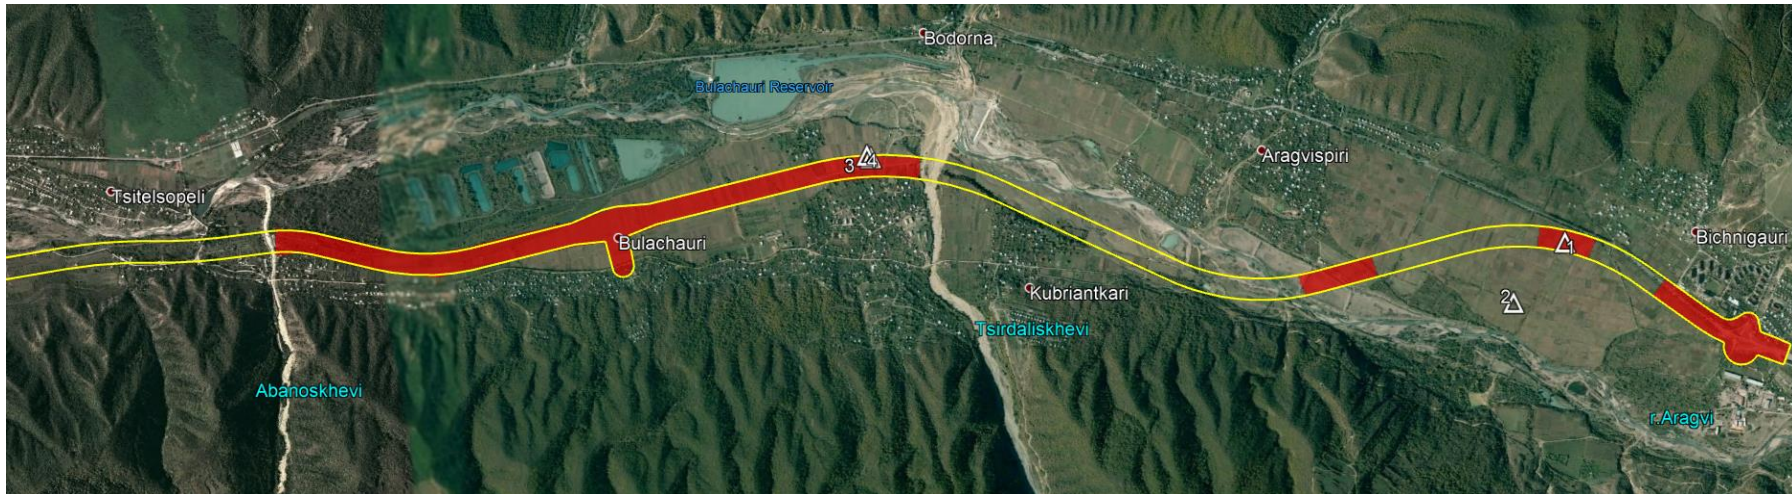 Bodorna
Bulachauri Reservoir
Aragvispiri
3
4
Tsitelsopeli
Bulachauri
1
Bichnigauri
Kubriantkari
2
Tsirdaliskhevi
Abanoskhevi
r.Aragvi